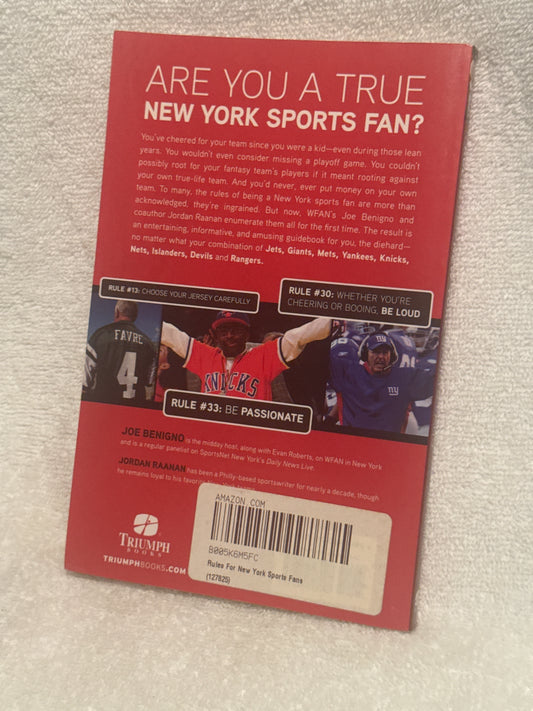 ARE YOU A TRUE
NEW YORK SPORTS FAN?
You've cheered for your team since you were a kid—even during those lean
years. You wouldn't even consider missing a playoff game. You couldn't
possibly root for your fantasy team's players if it meant rooting against
your own true-life team. And you'd never, ever put money on your own
team. To many, the rules of being a New York sports fan are more than
acknowledged, they're ingrained. But now, WFAN's Joe Benigno and
coauthor Jordan Raanan enumerate them all for the first time. The result is
an entertaining, informative, and amusing guidebook for you, the diehard—
no matter what your combination of Jets, Giants, Mets, Yankees, Knicks,
Nets, Islanders, Devils and Rangers.
RULE #13: CHOOSE YOUR JERSEY CAREFULLY
RULE #30: WHETHER YOU'RE
CHEERING OR BOOING, BE LOUD
FAVRE
4
KNICKS
NY
RULE #33: BE PASSIONATE
JOE BENIGNO is the midday host, along with Evan Roberts, on WFAN in New York
and is a regular panelist on SportsNet New York's Daily News Live.
JORDAN RAANAN has been a Philly-based sportswriter for nearly a decade, though
he remains loyal to his favorite
TRIUMPH
BOOKS
TRIUMPHBOOKS.COM
AMAZON.COM
B005K6M5FC
Rules For New York Sports Fans
(127825)